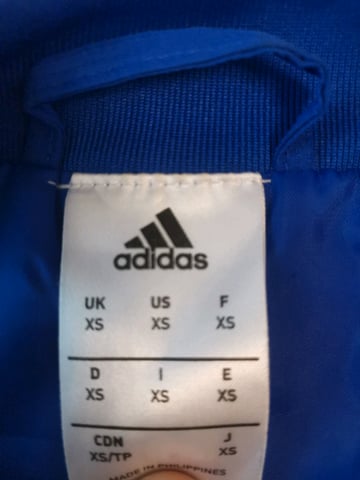 adidas
UK US F
XS XS XS
D I E
XS XS XS
CDN J
XS/TP XS
MADE IN PHILIPPINES